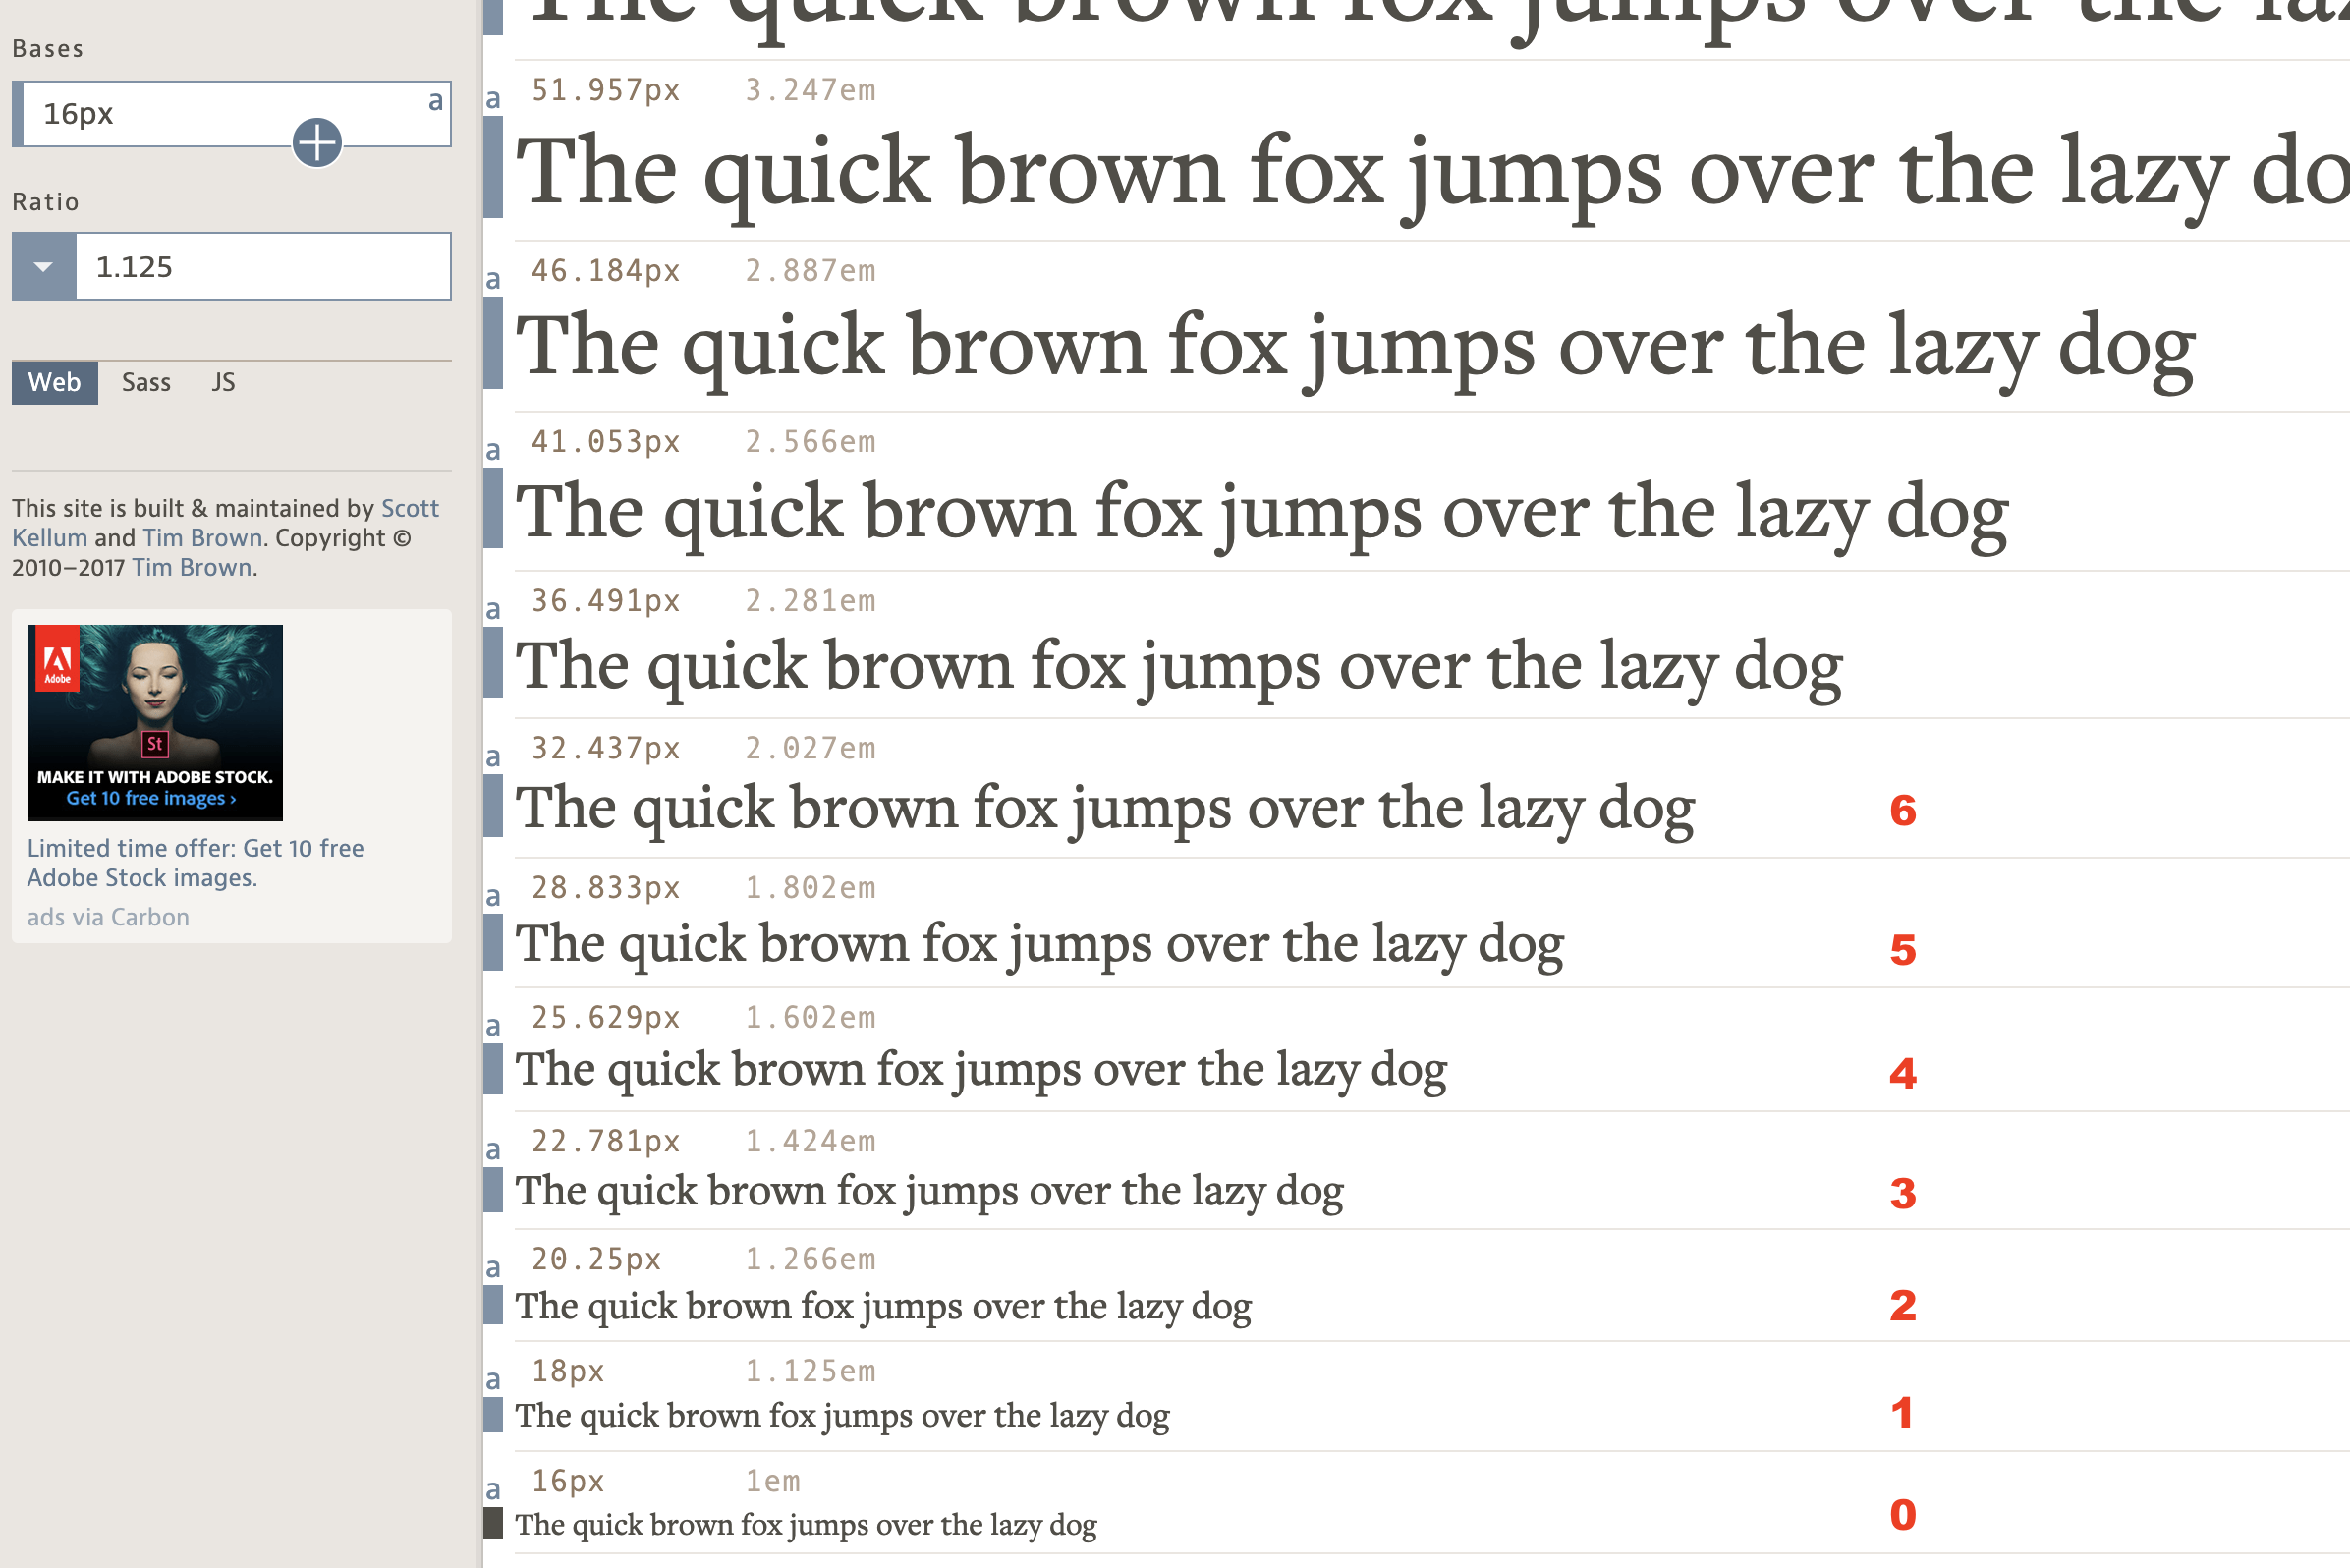 Bases
16px a
Ratio
1.125
Web Sass JS
This site is built & maintained by Scott
Kellum and Tim Brown. Copyright ©
2010–2017 Tim Brown.
Adobe
St
MAKE IT WITH ADOBE STOCK.
Get 10 free images ›
Limited time offer: Get 10 free
Adobe Stock images.
ads via Carbon
The quick brown fox jumps over the laz
a 51.957px 3.247em
The quick brown fox jumps over the lazy do
a 46.184px 2.887em
The quick brown fox jumps over the lazy dog
a 41.053px 2.566em
The quick brown fox jumps over the lazy dog
a 36.491px 2.281em
The quick brown fox jumps over the lazy dog
a 32.437px 2.027em
The quick brown fox jumps over the lazy dog 6
a 28.833px 1.802em
The quick brown fox jumps over the lazy dog 5
a 25.629px 1.602em
The quick brown fox jumps over the lazy dog 4
a 22.781px 1.424em
The quick brown fox jumps over the lazy dog 3
a 20.25px 1.266em
The quick brown fox jumps over the lazy dog 2
a 18px 1.125em
The quick brown fox jumps over the lazy dog 1
a 16px 1em
The quick brown fox jumps over the lazy dog 0